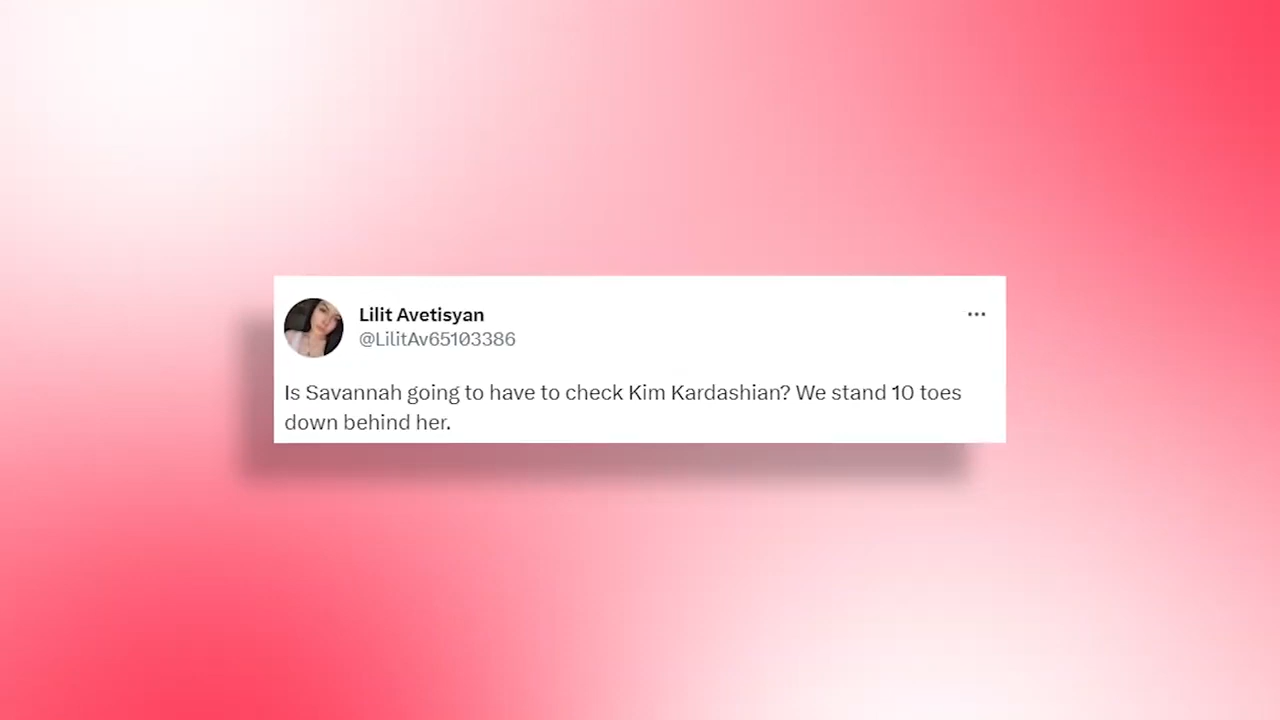 Lilit Avetisyan
@LilitAv65103386
Is Savannah going to have to check Kim Kardashian? We stand 10 toes
down behind her.